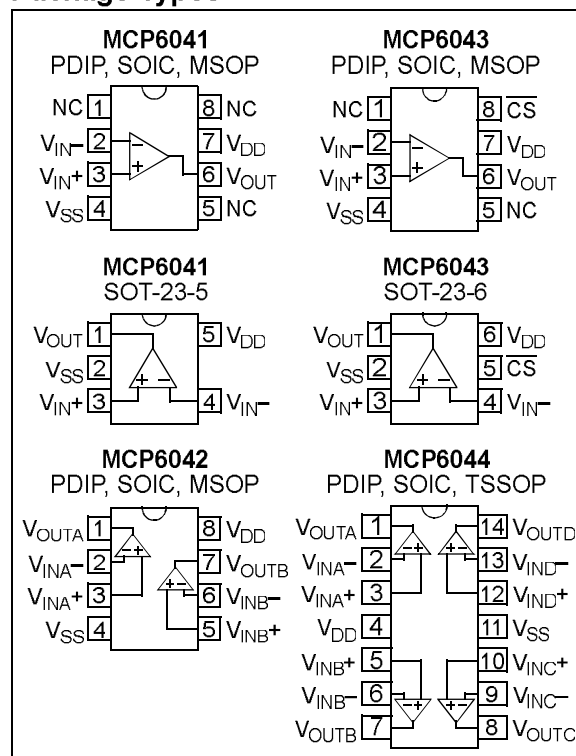 MCP6041
PDIP, SOIC, MSOP
NC 1 8 NC
VIN– 2 7 VDD
VIN+ 3 6 VOUT
VSS 4 5 NC
MCP6043
PDIP, SOIC, MSOP
NC 1 8 CS
VIN– 2 7 VDD
VIN+ 3 6 VOUT
VSS 4 5 NC
MCP6041
SOT-23-5
VOUT 1 5 VDD
VSS 2
VIN+ 3 4 VIN–
MCP6043
SOT-23-6
VOUT 1 6 VDD
VSS 2 5 CS
VIN+ 3 4 VIN–
MCP6042
PDIP, SOIC, MSOP
VOUTA 1 8 VDD
VINA– 2 7 VOUTB
VINA+ 3 6 VINB–
VSS 4 5 VINB+
MCP6044
PDIP, SOIC, TSSOP
VOUTA 1 14 VOUTD
VINA– 2 13 VIND–
VINA+ 3 12 VIND+
VDD 4 11 VSS
VINB+ 5 10 VINC+
VINB– 6 9 VINC–
VOUTB 7 8 VOUTC